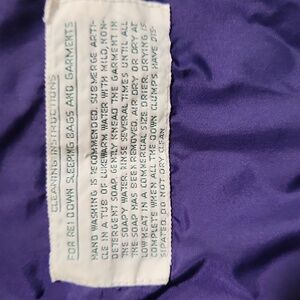 CLEANING INSTRUCTIONS
FOR REI DOWN SLEEPING BAGS AND GARMENTS
HAND WASHING IS RECOMMENDED. SUBMERGE ARTI-
CLE IN A TUB OF LUKEWARM WATER WITH MILD, NON-
DETERGENT SOAP. GENTLY KNEAD THE GARMENT IN
THE SOAPY WATER. RINSE SEVERAL TIMES UNTIL ALL
THE SOAP HAS BEEN REMOVED. AIR DRY OR DRY AT
LOW HEAT IN A COMMERCIAL SIZE DRIER. DRYING IS
COMPLETE WHEN ALL THE DOWN CLUMPS HAVE DIS-
SIPATED. DO NOT DRY CLEAN.